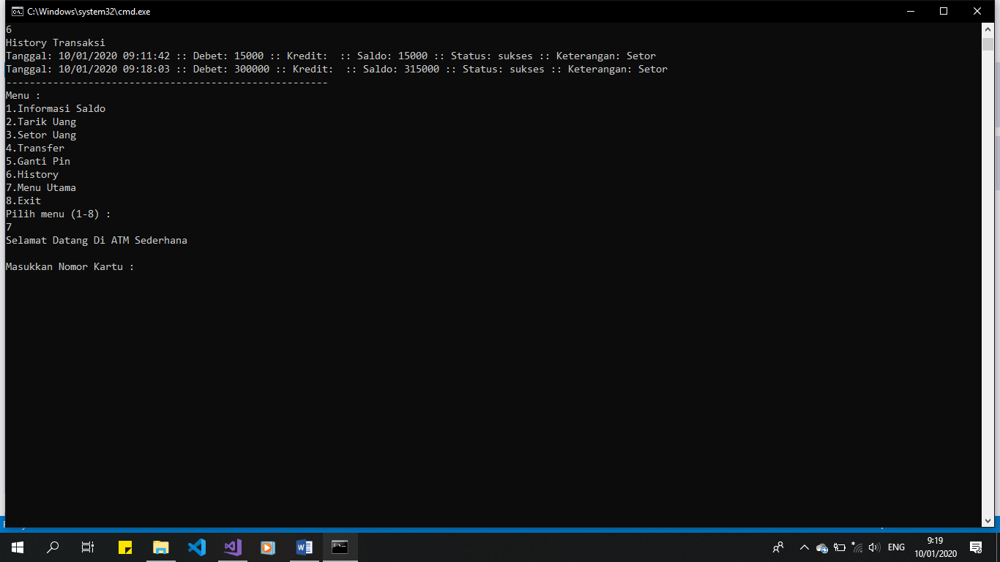 C:\Windows\system32\cmd.exe
6
History Transaksi
Tanggal: 10/01/2020 09:11:42 :: Debet: 15000 :: Kredit:  :: Saldo: 15000 :: Status: sukses :: Keterangan: Setor
Tanggal: 10/01/2020 09:18:03 :: Debet: 300000 :: Kredit:  :: Saldo: 315000 :: Status: sukses :: Keterangan: Setor
-------------------------------------------------------
Menu :
1.Informasi Saldo
2.Tarik Uang
3.Setor Uang
4.Transfer
5.Ganti Pin
6.History
7.Menu Utama
8.Exit
Pilih menu (1-8) :
7
Selamat Datang Di ATM Sederhana
Masukkan Nomor Kartu :
ENG
9:19
10/01/2020